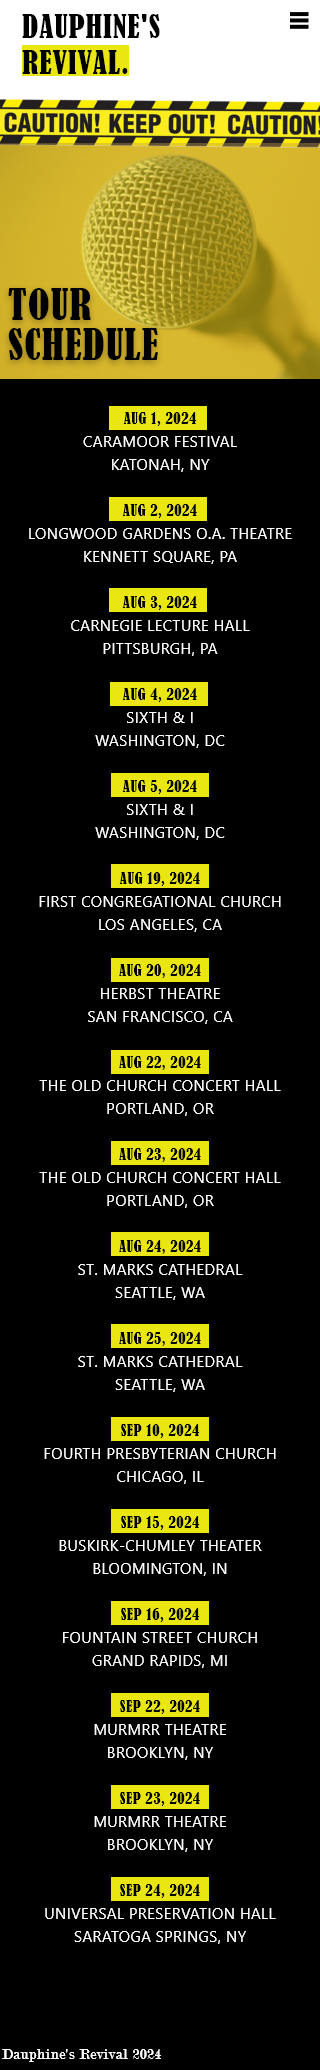 DAUPHINE'S
REVIVAL.
CAUTION! KEEP OUT! CAUTION!
TOUR
SCHEDULE
AUG 1, 2024
CARAMOOR FESTIVAL
KATONAH, NY
AUG 2, 2024
LONGWOOD GARDENS O.A. THEATRE
KENNETT SQUARE, PA
AUG 3, 2024
CARNEGIE LECTURE HALL
PITTSBURGH, PA
AUG 4, 2024
SIXTH & I
WASHINGTON, DC
AUG 5, 2024
SIXTH & I
WASHINGTON, DC
AUG 19, 2024
FIRST CONGREGATIONAL CHURCH
LOS ANGELES, CA
AUG 20, 2024
HERBST THEATRE
SAN FRANCISCO, CA
AUG 22, 2024
THE OLD CHURCH CONCERT HALL
PORTLAND, OR
AUG 23, 2024
THE OLD CHURCH CONCERT HALL
PORTLAND, OR
AUG 24, 2024
ST. MARKS CATHEDRAL
SEATTLE, WA
AUG 25, 2024
ST. MARKS CATHEDRAL
SEATTLE, WA
SEP 10, 2024
FOURTH PRESBYTERIAN CHURCH
CHICAGO, IL
SEP 15, 2024
BUSKIRK-CHUMLEY THEATER
BLOOMINGTON, IN
SEP 16, 2024
FOUNTAIN STREET CHURCH
GRAND RAPIDS, MI
SEP 22, 2024
MURMRR THEATRE
BROOKLYN, NY
SEP 23, 2024
MURMRR THEATRE
BROOKLYN, NY
SEP 24, 2024
UNIVERSAL PRESERVATION HALL
SARATOGA SPRINGS, NY
Dauphine's Revival 2024